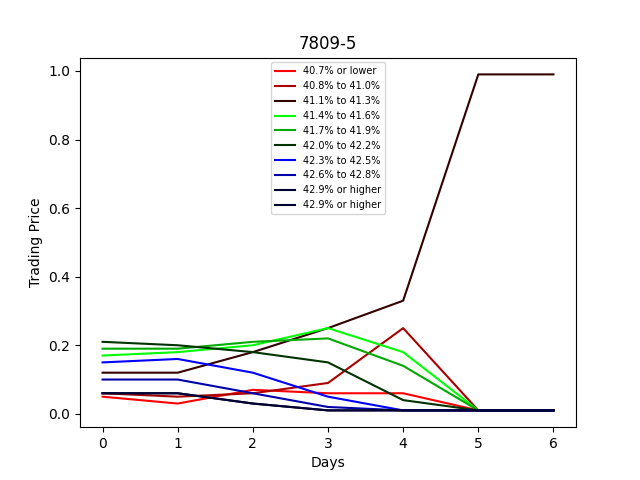 7809-5
40.7% or lower
40.8% to 41.0%
41.1% to 41.3%
41.4% to 41.6%
41.7% to 41.9%
42.0% to 42.2%
42.3% to 42.5%
42.6% to 42.8%
42.9% or higher
42.9% or higher
1.0
0.8
0.6
0.4
0.2
0.0
Trading Price
0 1 2 3 4 5 6
Days